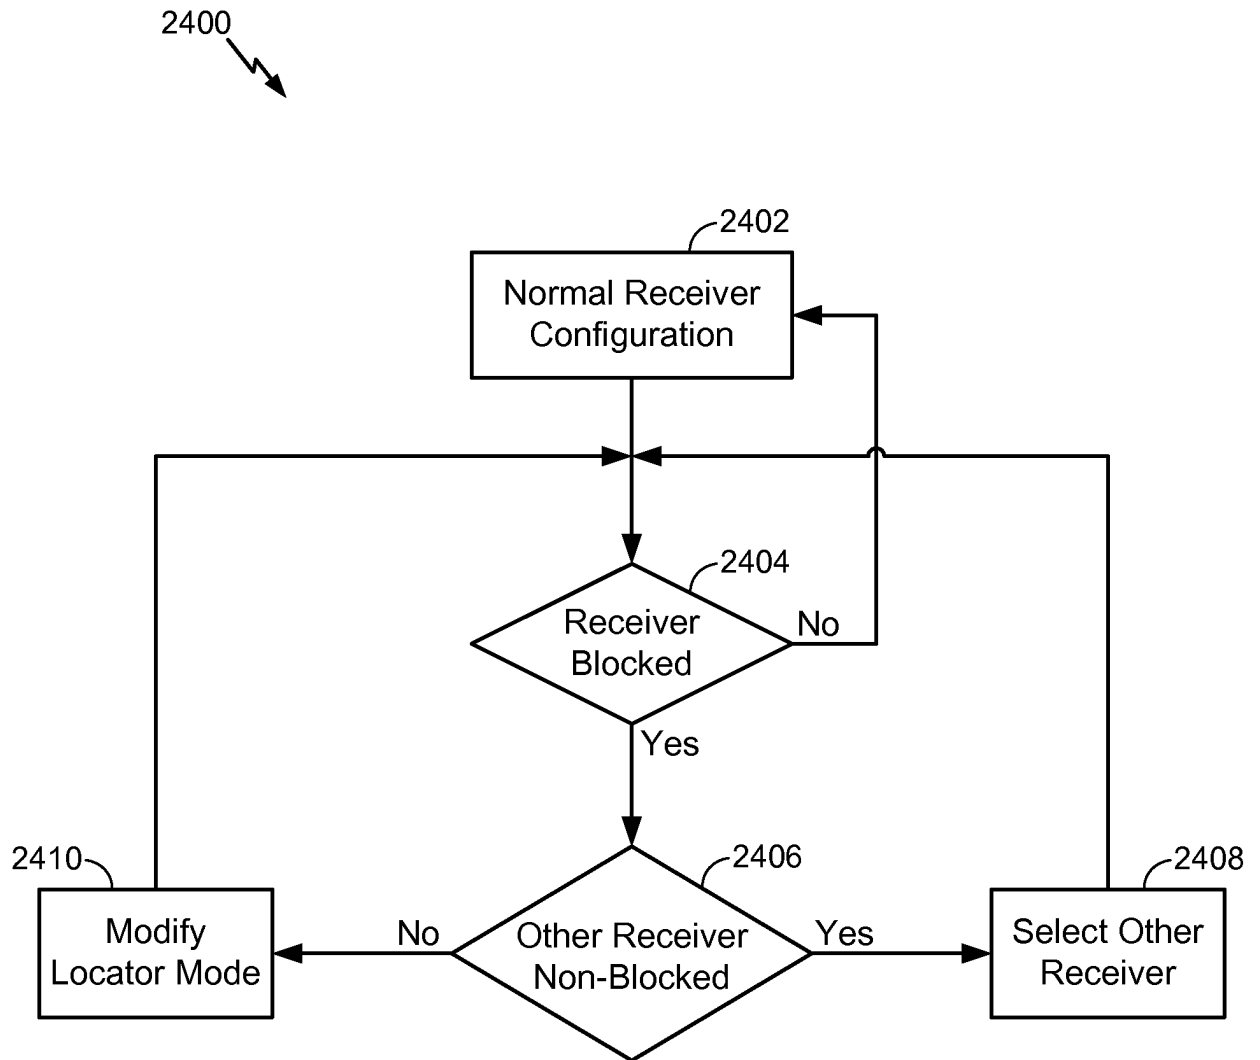 2400
2402
Normal Receiver
Configuration
2404
Receiver
Blocked
No
Yes
2406
Other Receiver
Non-Blocked
No
Yes
2410
Modify
Locator Mode
2408
Select Other
Receiver